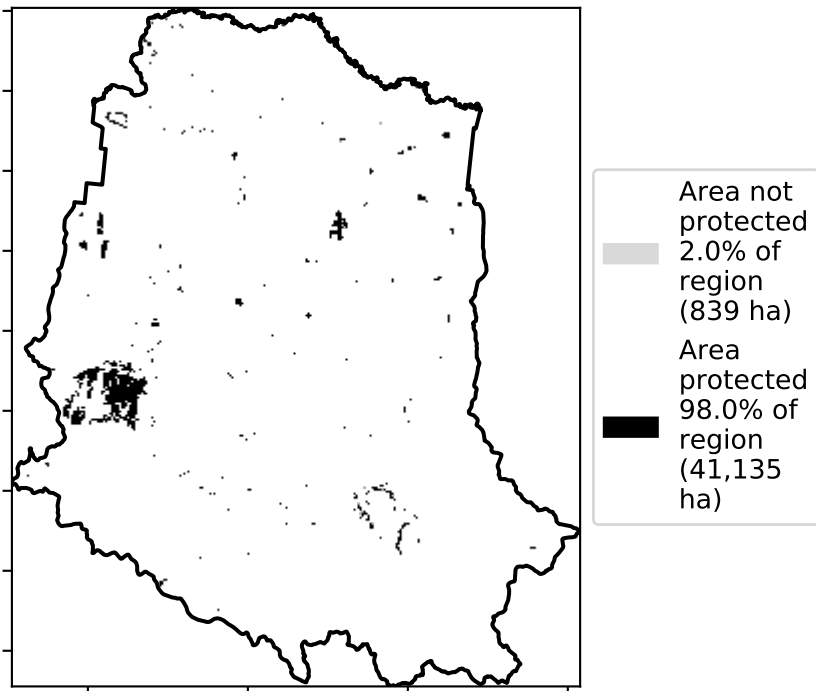 Area not
protected
2.0% of
region
(839 ha)
Area
protected
98.0% of
region
(41,135
ha)